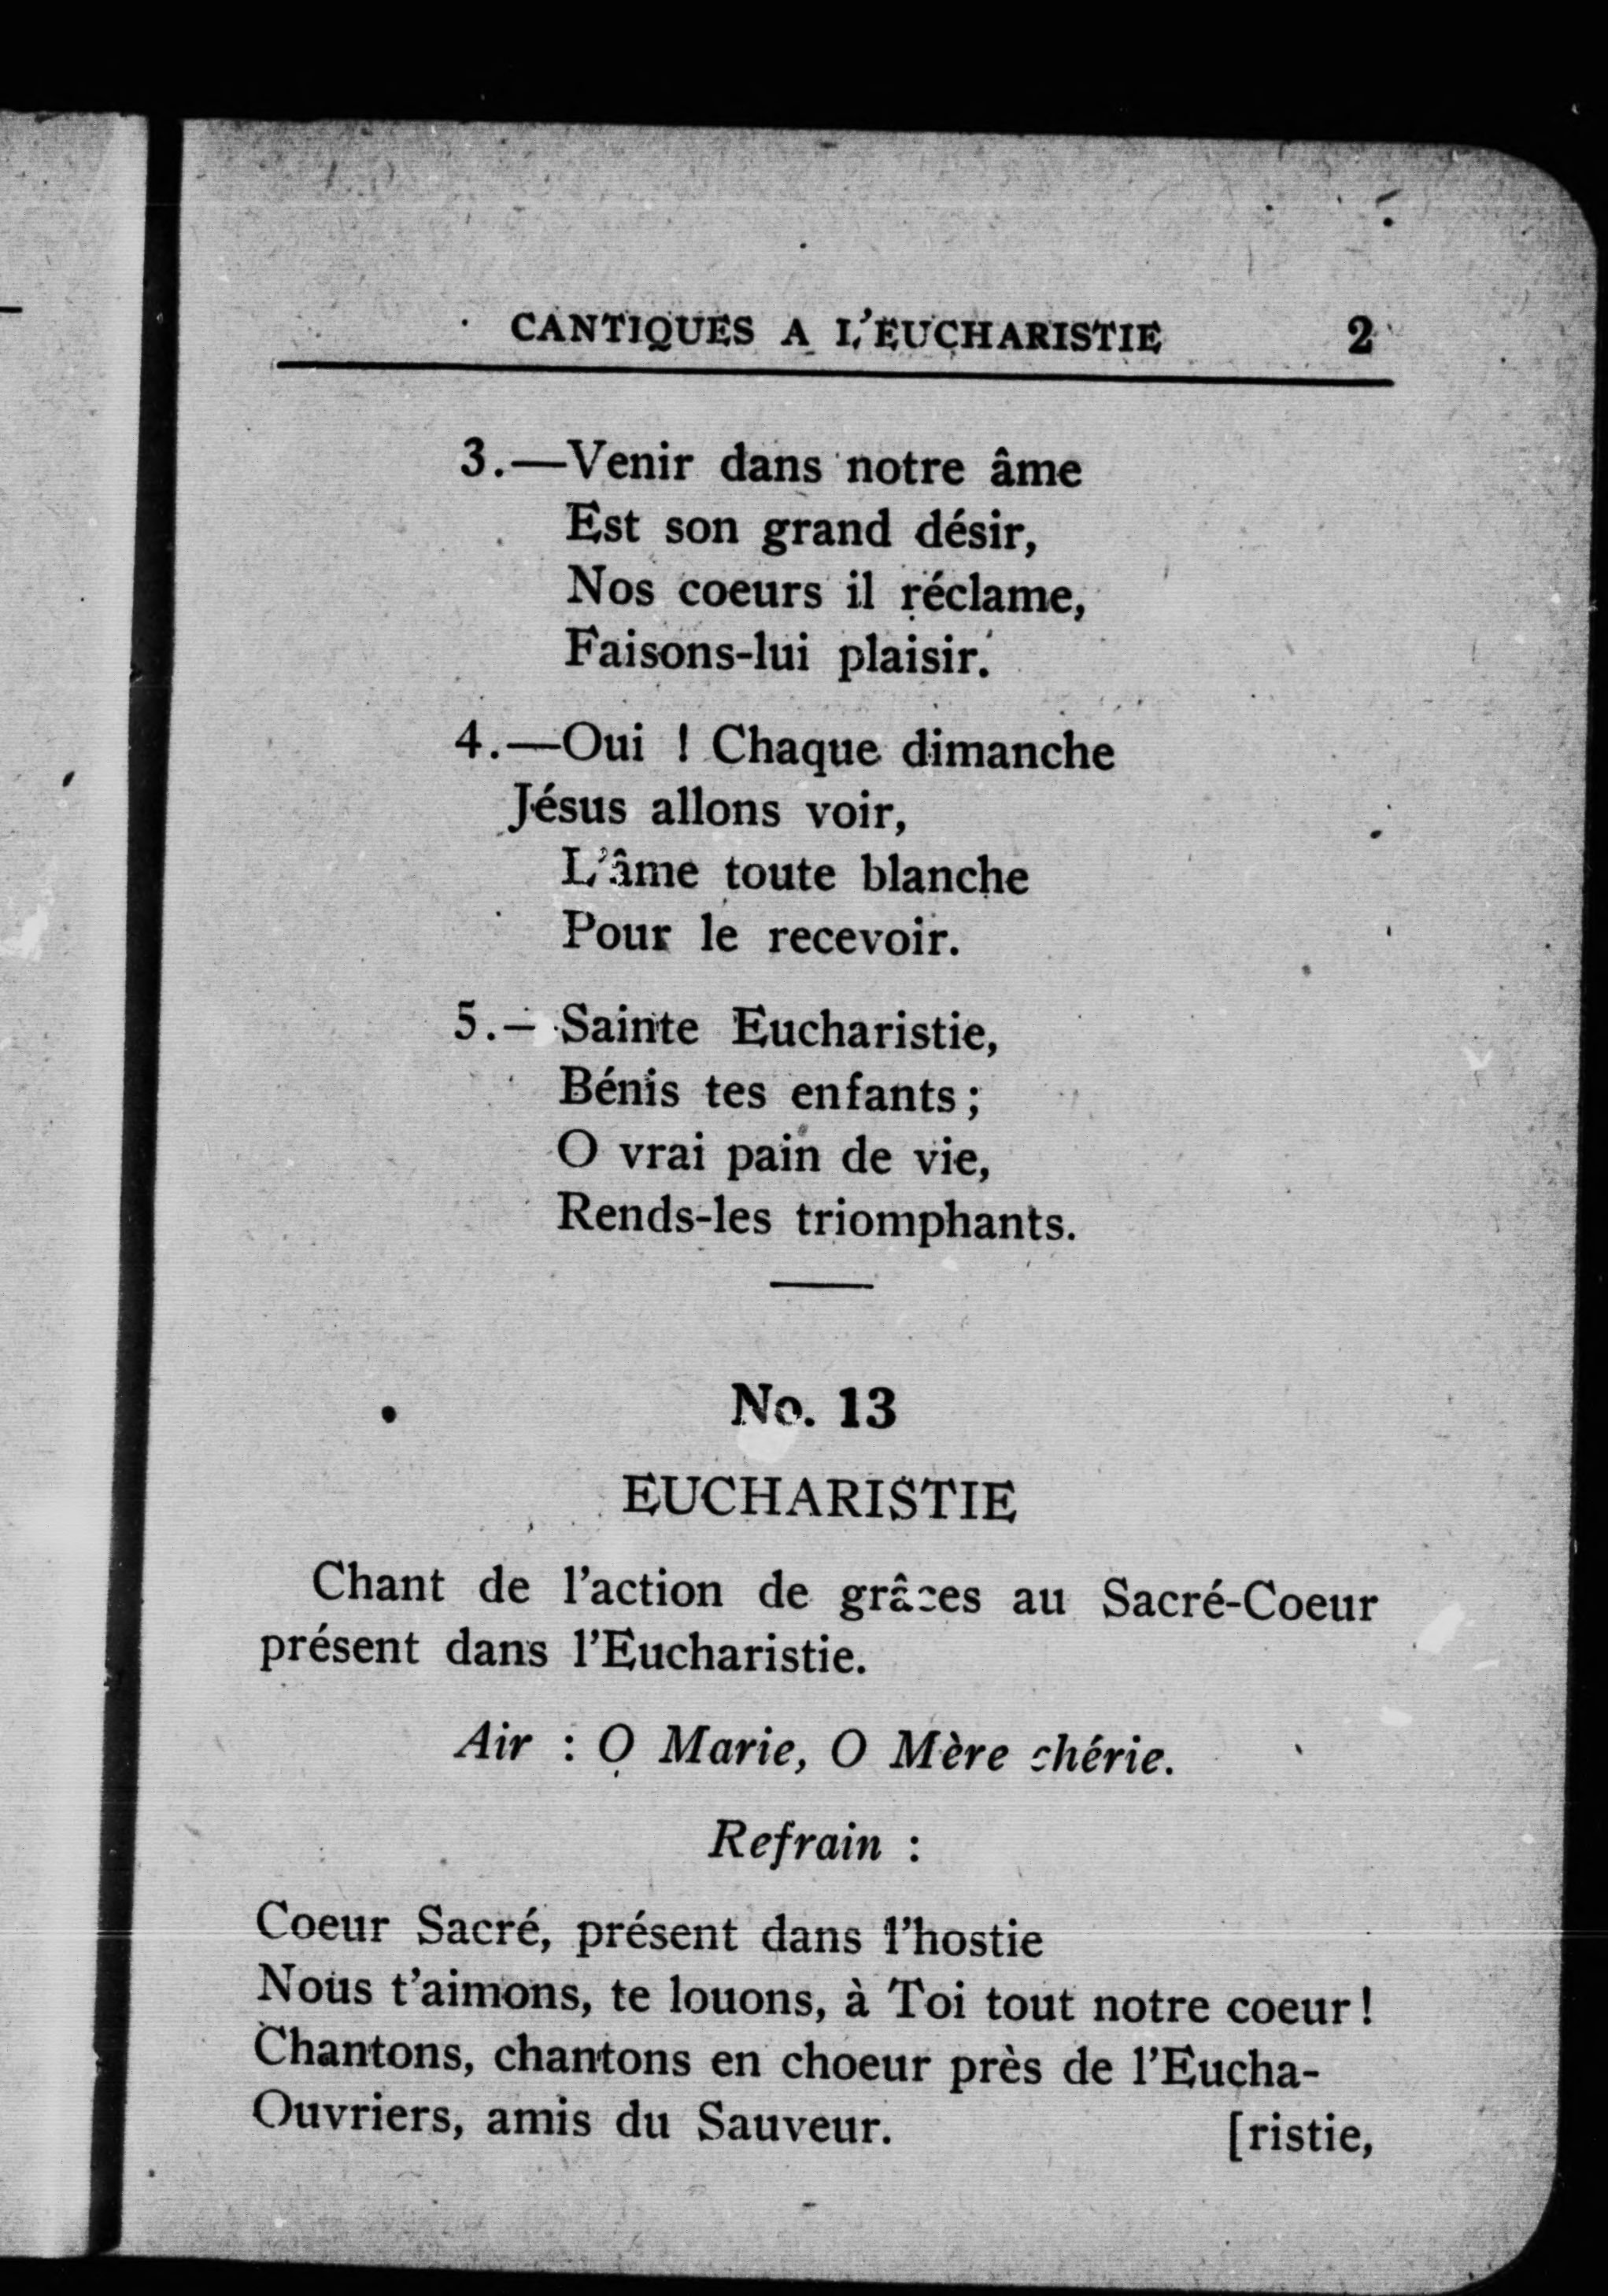 CANTIQUES A L'EUCHARISTIE 2
3.—Venir dans notre âme
Est son grand désir,
Nos coeurs il réclame,
Faisons-lui plaisir.
4.—Oui ! Chaque dimanche
Jésus allons voir,
L'âme toute blanche
Pour le recevoir.
5.—Sainte Eucharistie,
Bénis tes enfants ;
O vrai pain de vie,
Rends-les triomphants.
No. 13
EUCHARISTIE
Chant de l'action de grâces au Sacré-Coeur
présent dans l'Eucharistie.
Air : O Marie, O Mère chérie.
Refrain :
Coeur Sacré, présent dans l'hostie
Nous t'aimons, te louons, à Toi tout notre coeur !
Chantons, chantons en choeur près de l'Eucha-
Ouvriers, amis du Sauveur. [ristie,